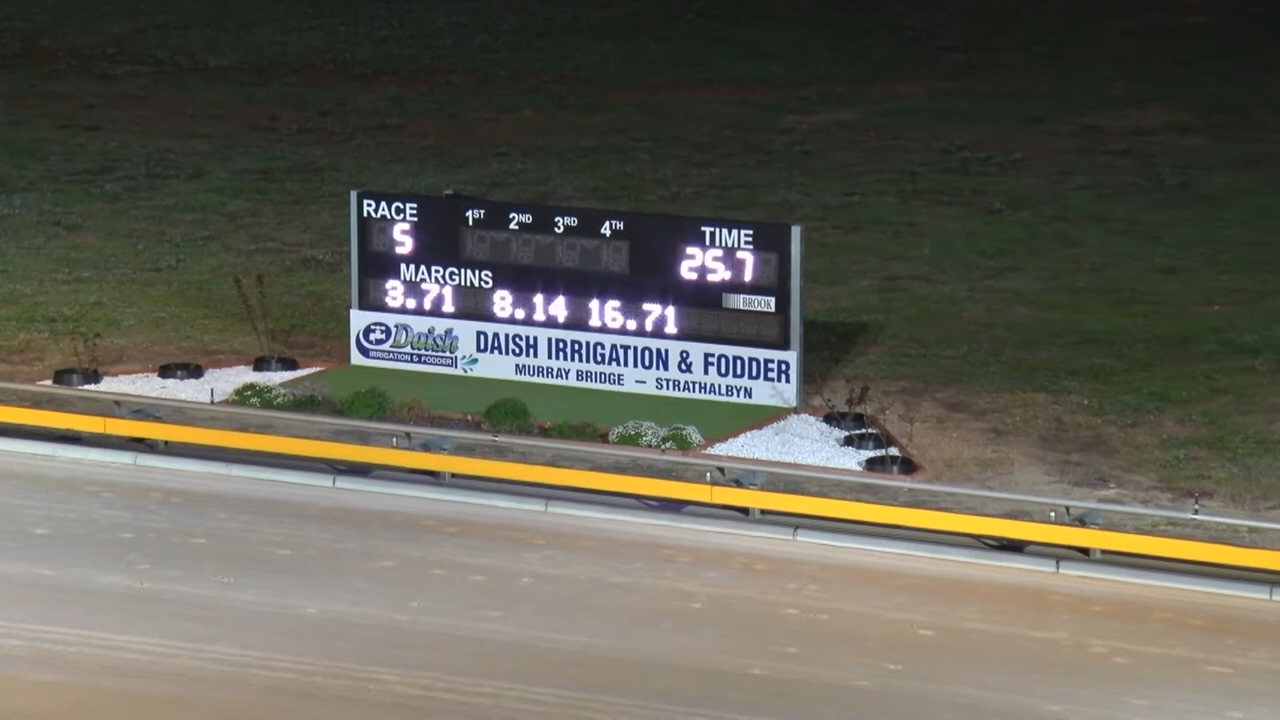 RACE 1ST 2ND 3RD 4TH TIME
5 25.7
MARGINS
3.71 8.14 16.71
BROOK
Daish
IRRIGATION & FODDER
DAISH IRRIGATION & FODDER
MURRAY BRIDGE – STRATHALBYN